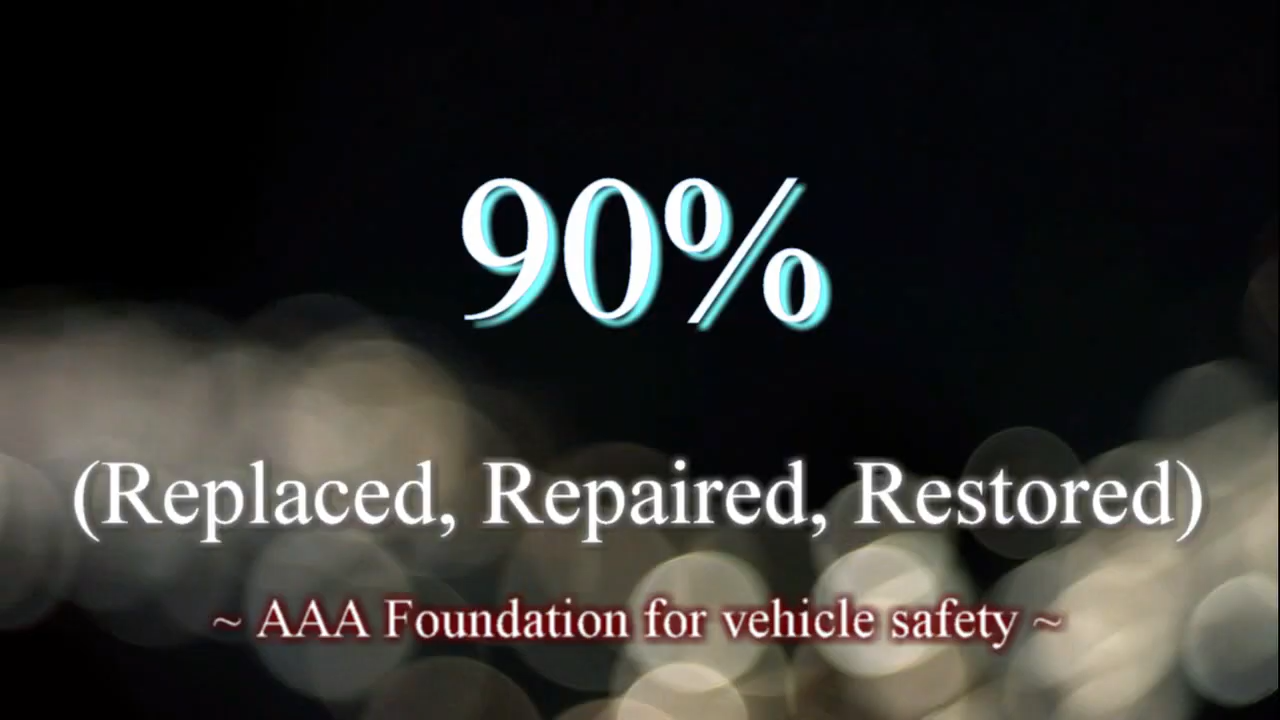 90%
(Replaced, Repaired, Restored)
~ AAA Foundation for vehicle safety ~